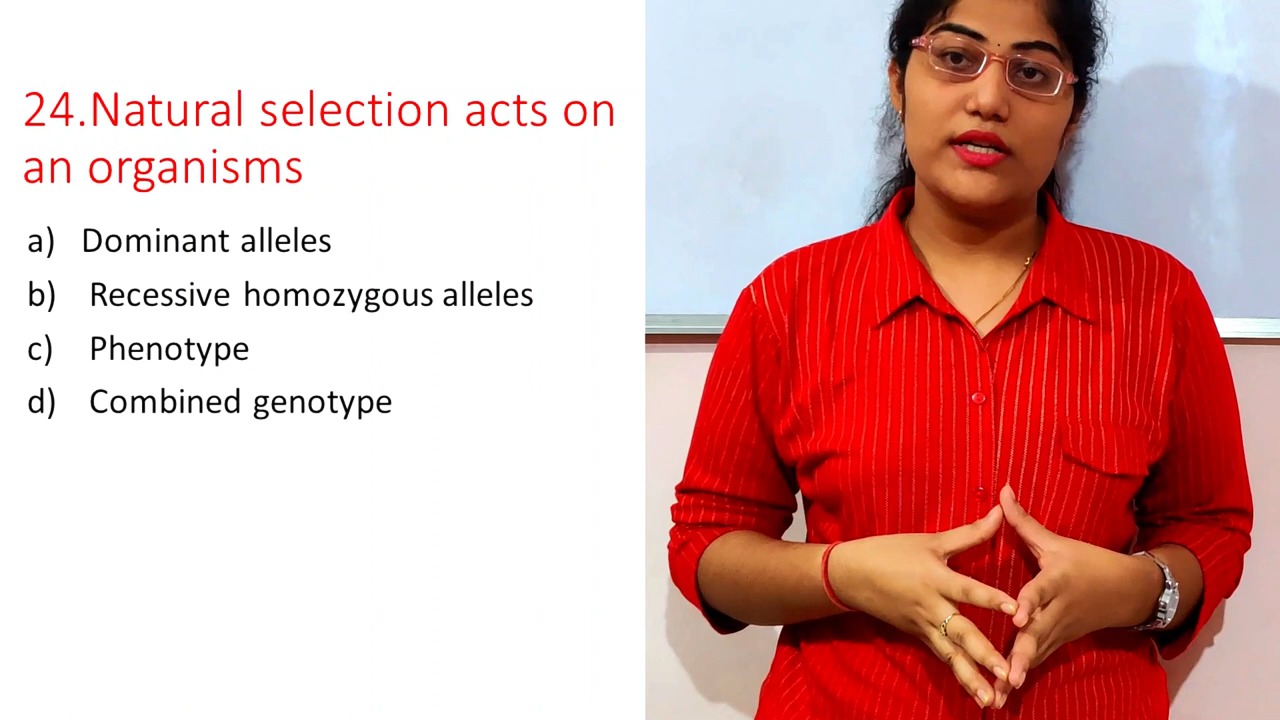 24.Natural selection acts on
an organisms
a) Dominant alleles
b) Recessive homozygous alleles
c) Phenotype
d) Combined genotype